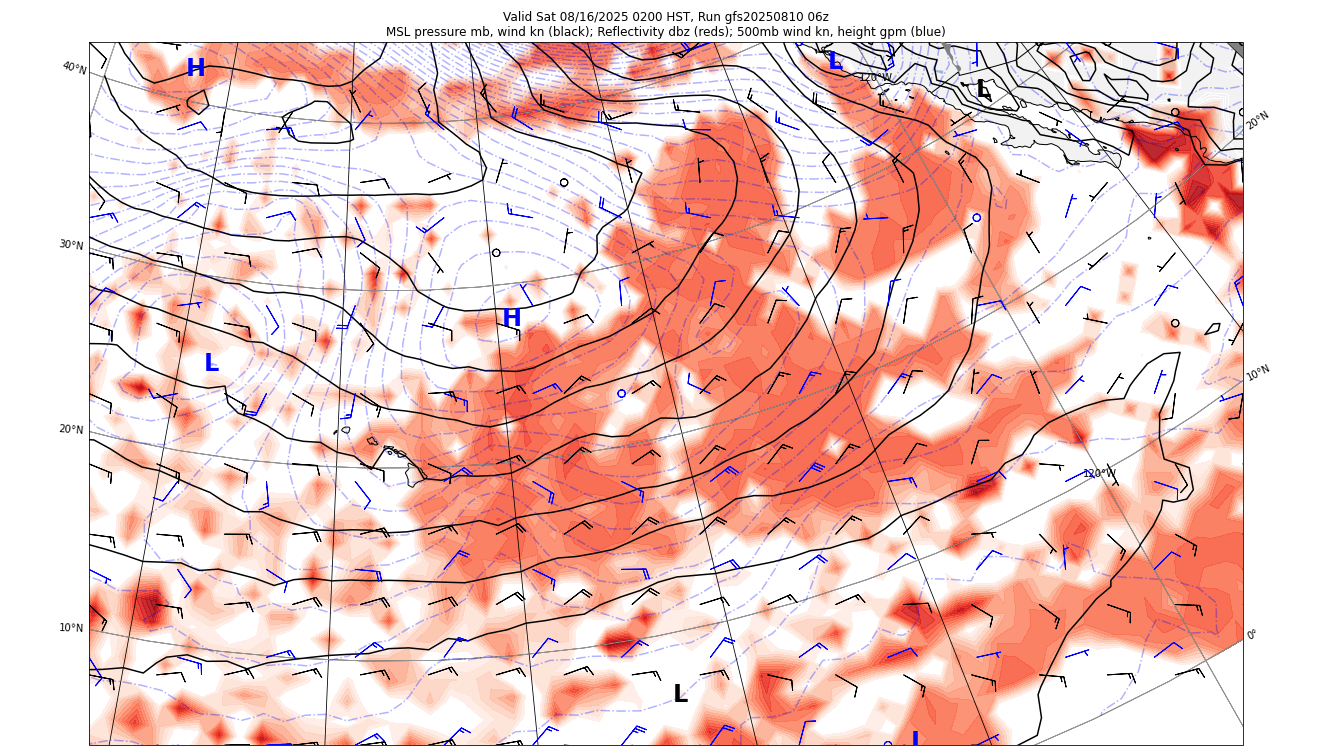 Valid Sat 08/16/2025 0200 HST, Run gfs20250810 06z
MSL pressure mb, wind kn (black); Reflectivity dbz (reds); 500mb wind kn, height gpm (blue)
40°N
H
L
120°W
L
20°N
30°N
H
L
10°N
20°N
120°W
10°N
0°
L
L